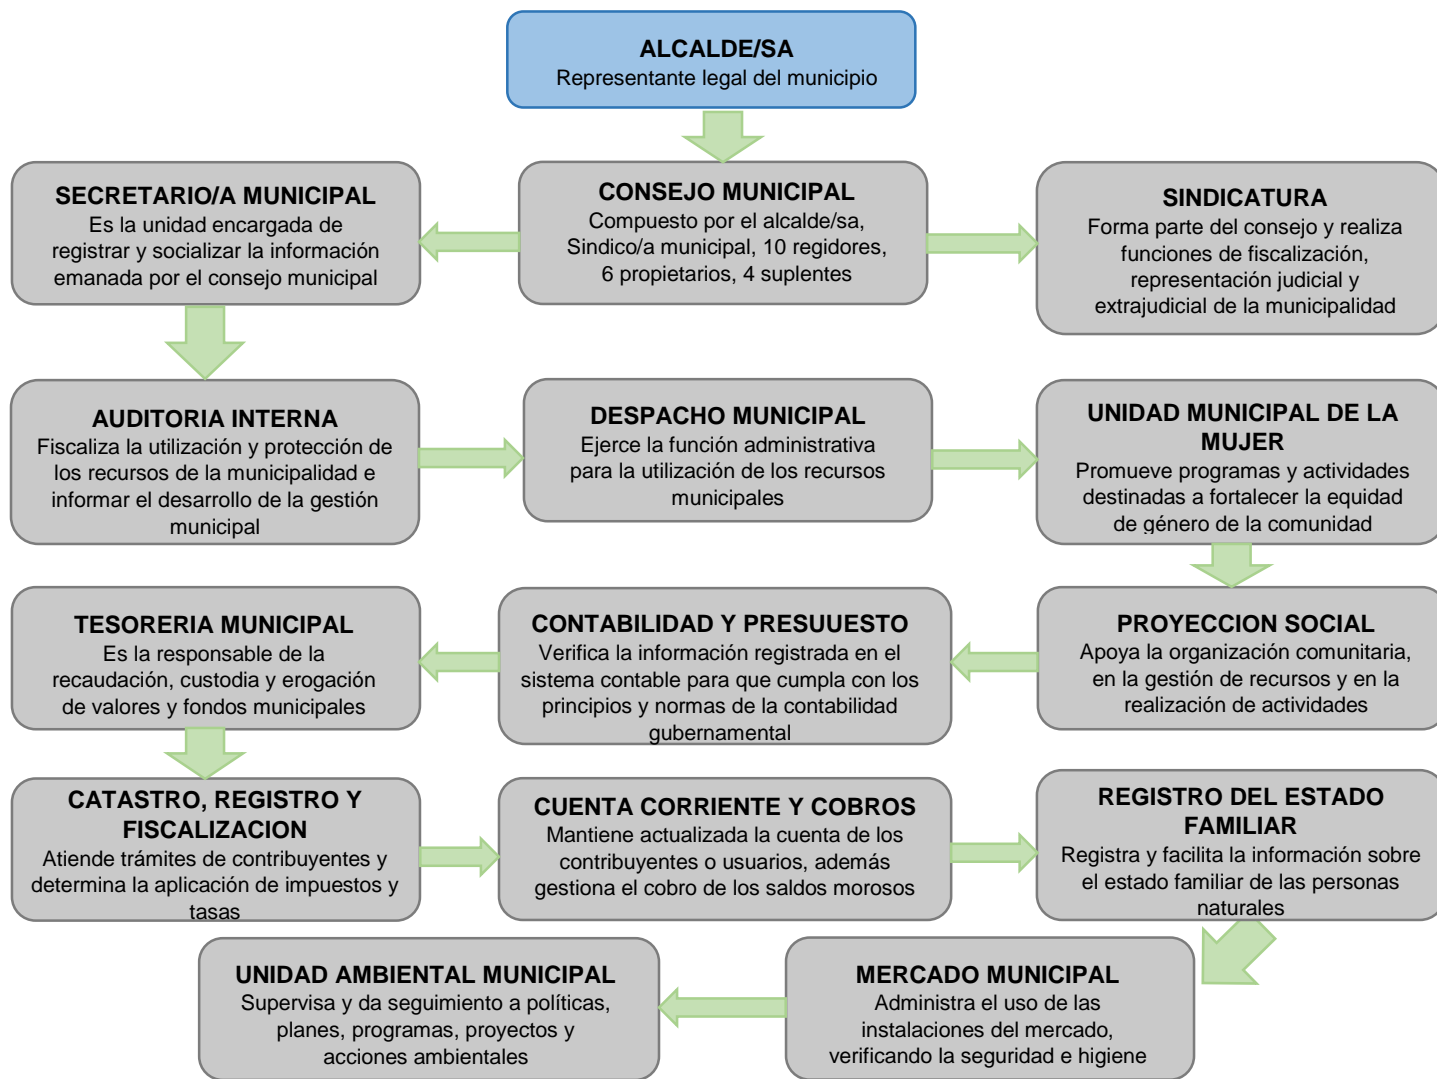 ALCALDE/SA
Representante legal del municipio
SECRETARIO/A MUNICIPAL
Es la unidad encargada de
registrar y socializar la información
emanada por el consejo municipal
CONSEJO MUNICIPAL
Compuesto por el alcalde/sa,
Sindico/a municipal, 10 regidores,
6 propietarios, 4 suplentes
SINDICATURA
Forma parte del consejo y realiza
funciones de fiscalización,
representación judicial y
extrajudicial de la municipalidad
AUDITORIA INTERNA
Fiscaliza la utilización y protección de
los recursos de la municipalidad e
informar el desarrollo de la gestión
municipal
DESPACHO MUNICIPAL
Ejerce la función administrativa
para la utilización de los recursos
municipales
UNIDAD MUNICIPAL DE LA
MUJER
Promueve programas y actividades
destinadas a fortalecer la equidad
de género de la comunidad
TESORERIA MUNICIPAL
Es la responsable de la
recaudación, custodia y erogación
de valores y fondos municipales
CONTABILIDAD Y PRESUUESTO
Verifica la información registrada en el
sistema contable para que cumpla con los
principios y normas de la contabilidad
gubernamental
PROYECCION SOCIAL
Apoya la organización comunitaria,
en la gestión de recursos y en la
realización de actividades
CATASTRO, REGISTRO Y
FISCALIZACION
Atiende trámites de contribuyentes y
determina la aplicación de impuestos y
tasas
CUENTA CORRIENTE Y COBROS
Mantiene actualizada la cuenta de los
contribuyentes o usuarios, además
gestiona el cobro de los saldos morosos
REGISTRO DEL ESTADO
FAMILIAR
Registra y facilita la información sobre
el estado familiar de las personas
naturales
UNIDAD AMBIENTAL MUNICIPAL
Supervisa y da seguimiento a políticas,
planes, programas, proyectos y
acciones ambientales
MERCADO MUNICIPAL
Administra el uso de las
instalaciones del mercado,
verificando la seguridad e higiene